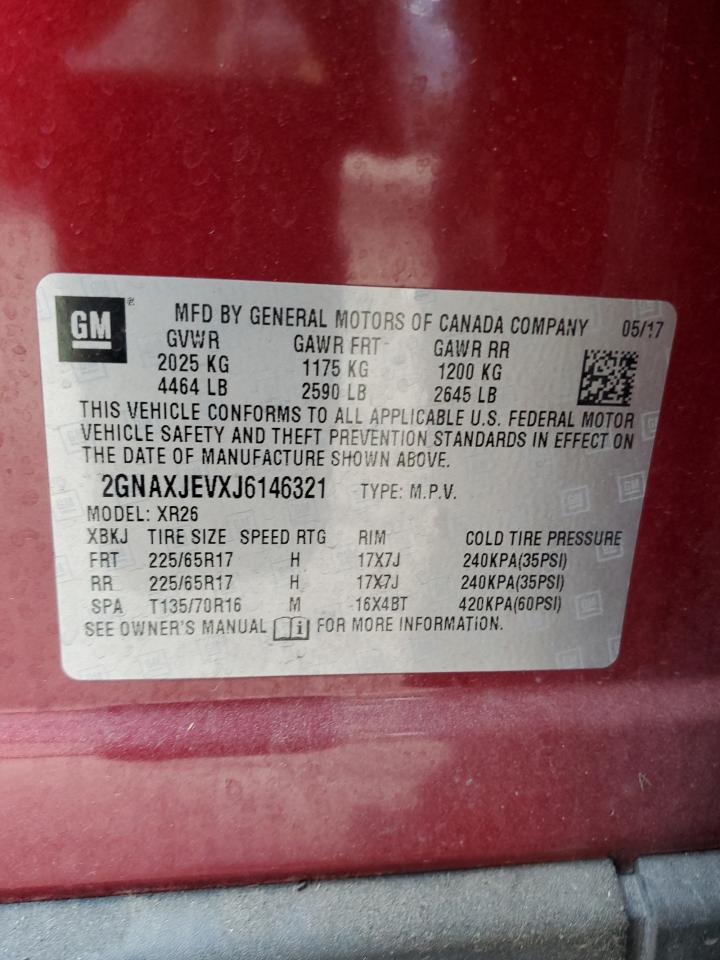 GM ® MFD BY GENERAL MOTORS OF CANADA COMPANY 05/17
GVWR GAWR FRT GAWR RR
2025 KG 1175 KG 1200 KG
4464 LB 2590 LB 2645 LB
THIS VEHICLE CONFORMS TO ALL APPLICABLE U.S. FEDERAL MOTOR
VEHICLE SAFETY AND THEFT PREVENTION STANDARDS IN EFFECT ON
THE DATE OF MANUFACTURE SHOWN ABOVE.
2GNAXJEVXJ6146321 TYPE: M.P.V.
MODEL: XR26
XBKJ TIRE SIZE SPEED RTG RIM COLD TIRE PRESSURE
FRT 225/65R17 H 17X7J 240KPA(35PSI)
RR 225/65R17 H 17X7J 240KPA(35PSI)
SPA T135/70R16 M 16X4BT 420KPA(60PSI)
SEE OWNER'S MANUAL i FOR MORE INFORMATION.